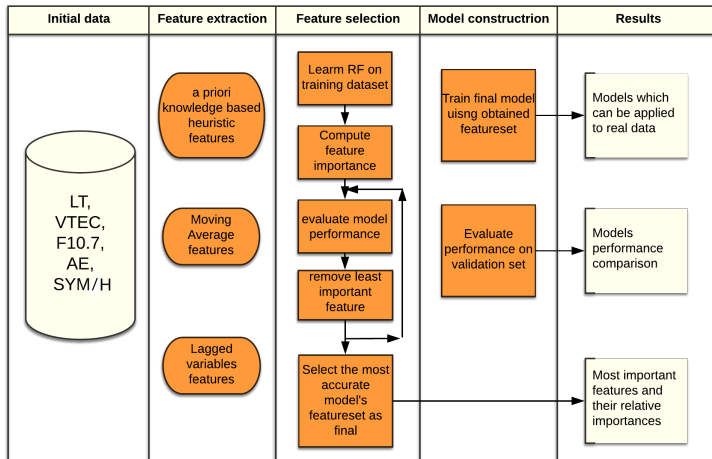 Initial data
Feature extraction
Feature selection
Model constructrion
Results
LT,
VTEC,
F10.7,
AE,
SYM/H
a priori
knowledge based
heuristic
features
Moving
Average
features
Lagged
variables
features
Learm RF on
training dataset
Compute
feature
importance
evaluate model
performance
remove least
important
feature
Select the most
accurate
model's
featureset as
final
Train final model
uisng obtained
featureset
Evaluate
performance on
validation set
Models which
can be applied
to real data
Models
performance
comparison
Most important
features and
their relative
importances